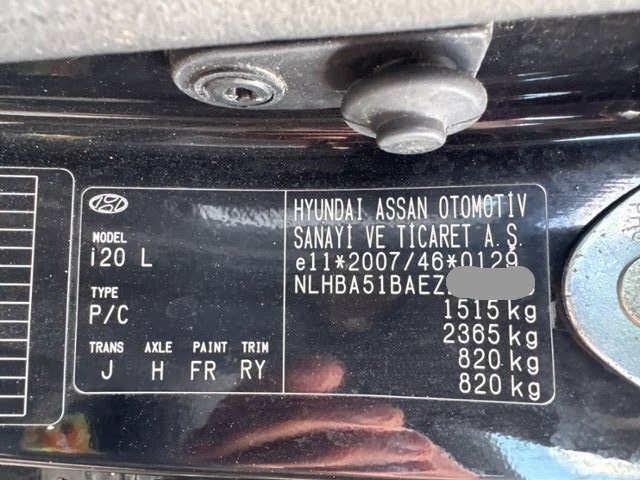 MODEL
i20 L
TYPE
P/C
TRANS AXLE PAINT TRIM
J H FR RY
HYUNDAI ASSAN OTOMOTİV
SANAYİ VE TİCARET A.Ş.
e11*2007/46*0129
NLHBA51BAEZ
1515 kg
2365 kg
820 kg
820 kg